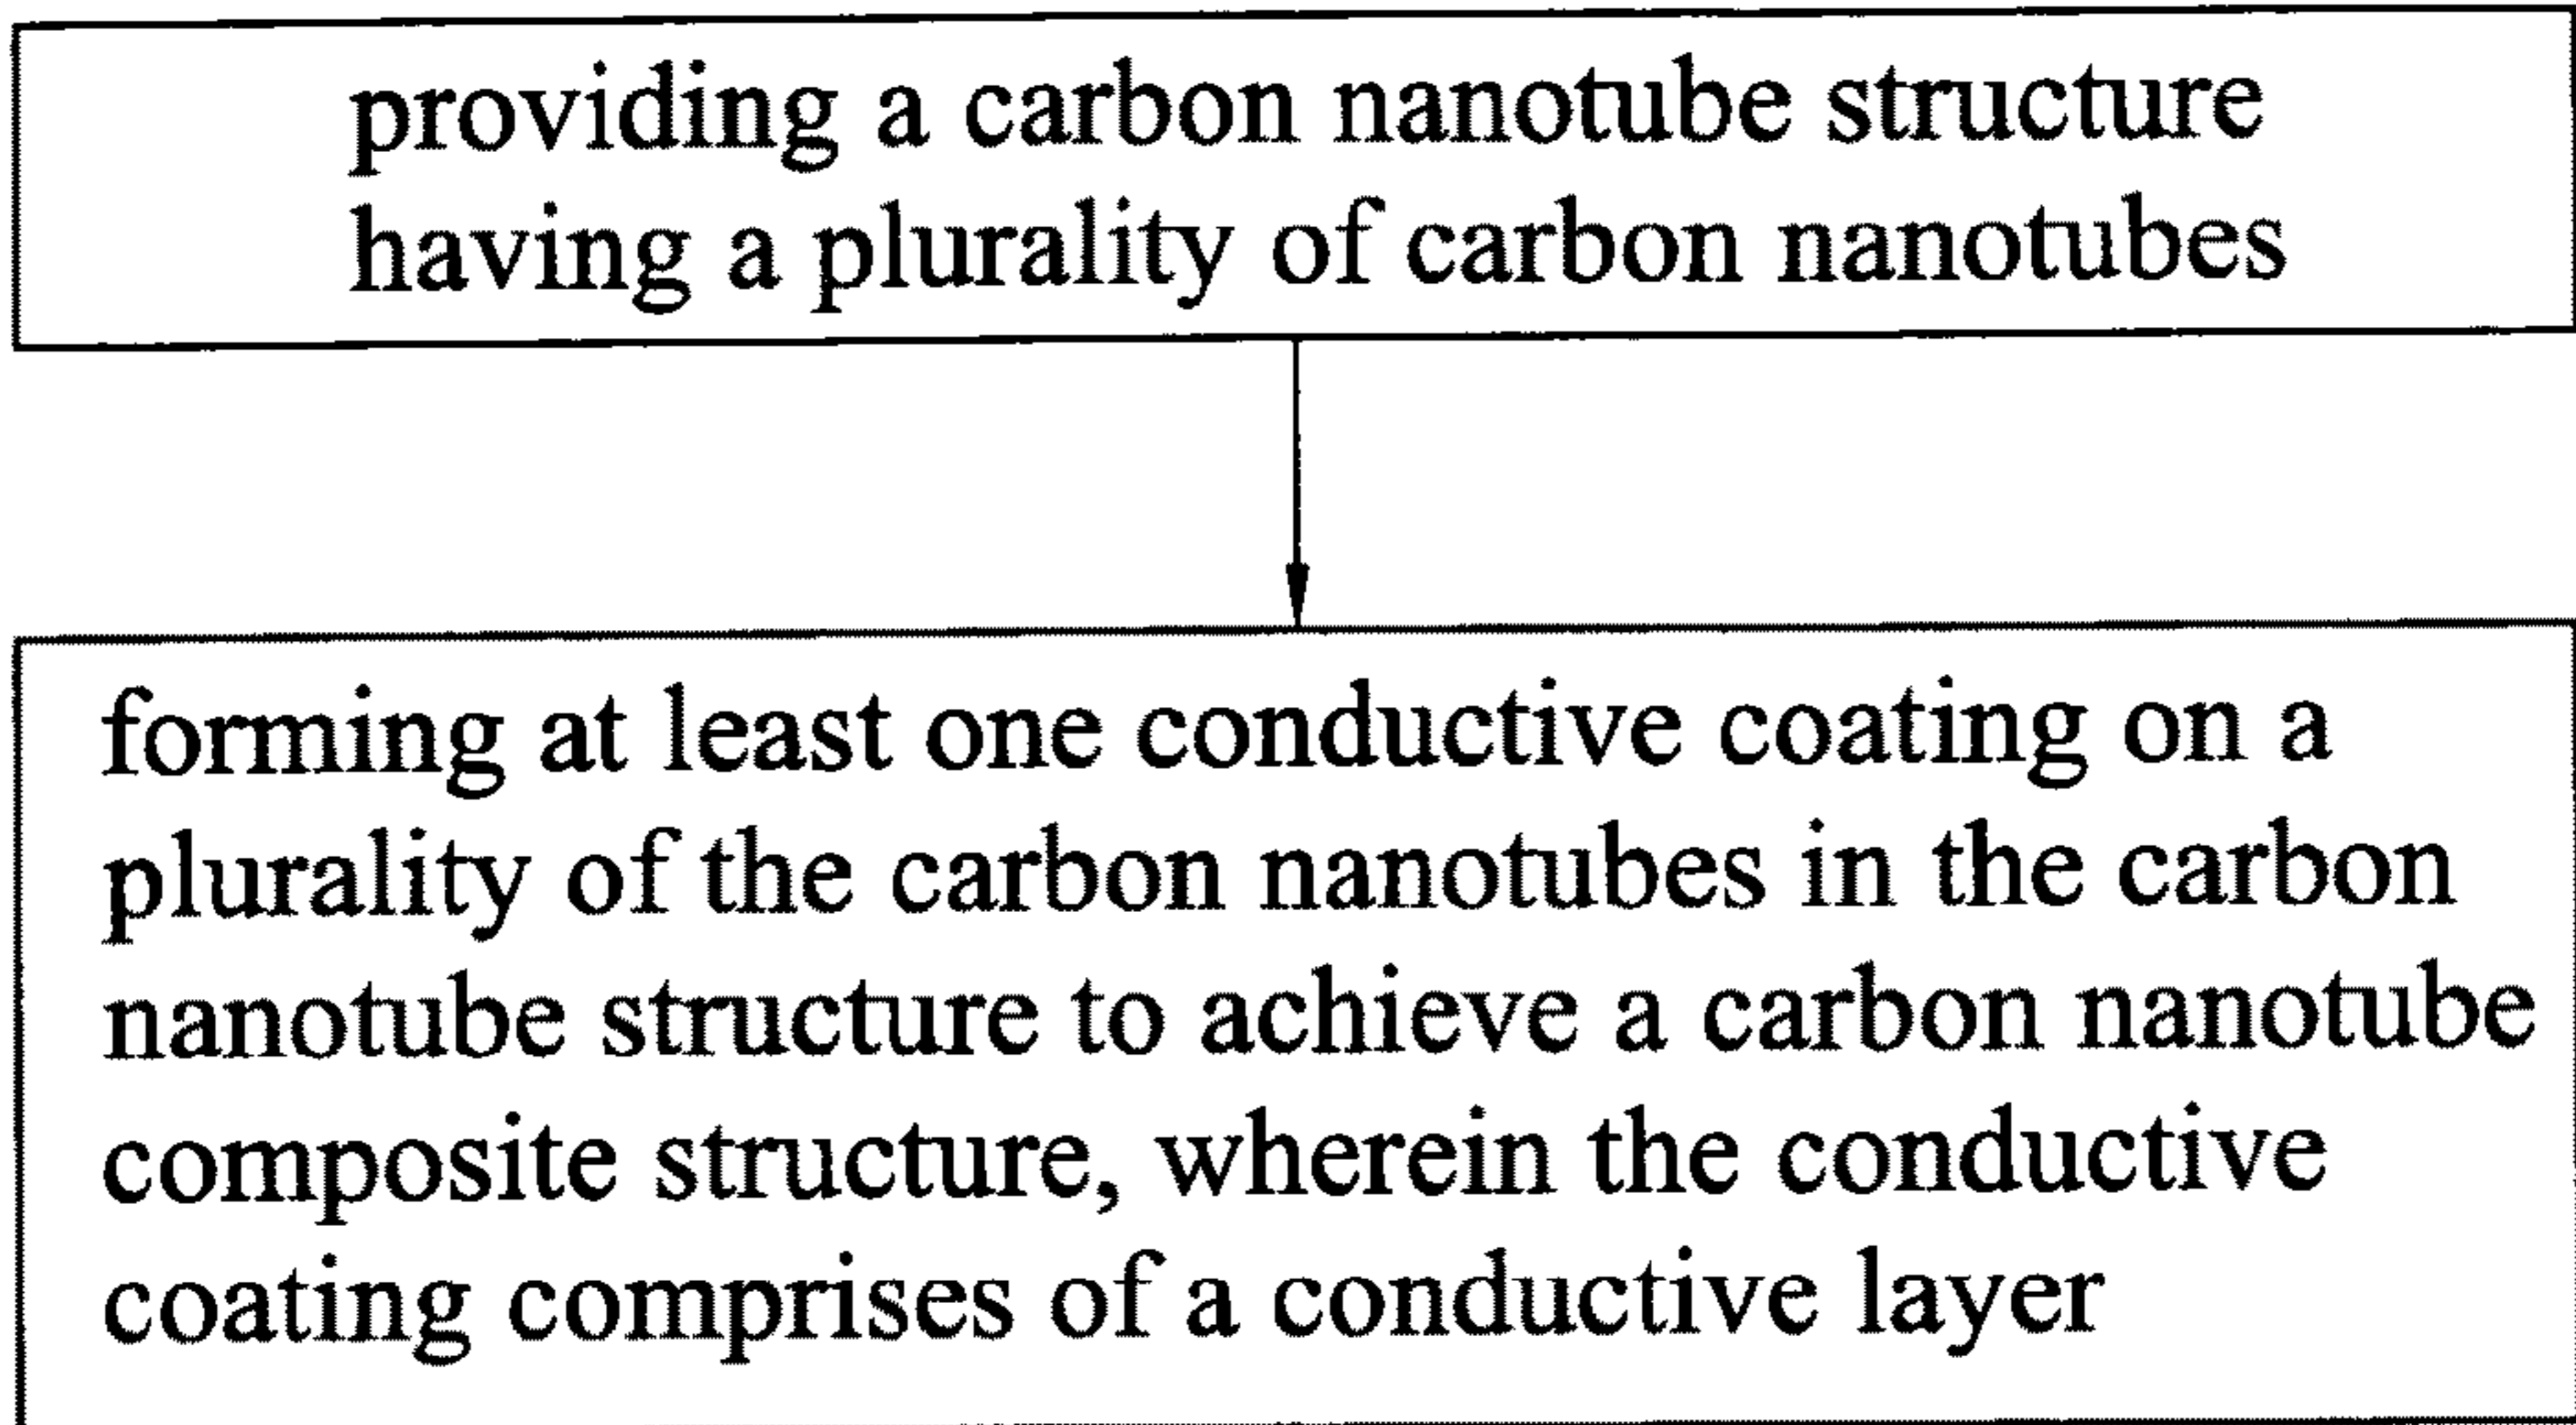 providing a carbon nanotube structure
having a plurality of carbon nanotubes
forming at least one conductive coating on a
plurality of the carbon nanotubes in the carbon
nanotube structure to achieve a carbon nanotube
composite structure, wherein the conductive
coating comprises of a conductive layer